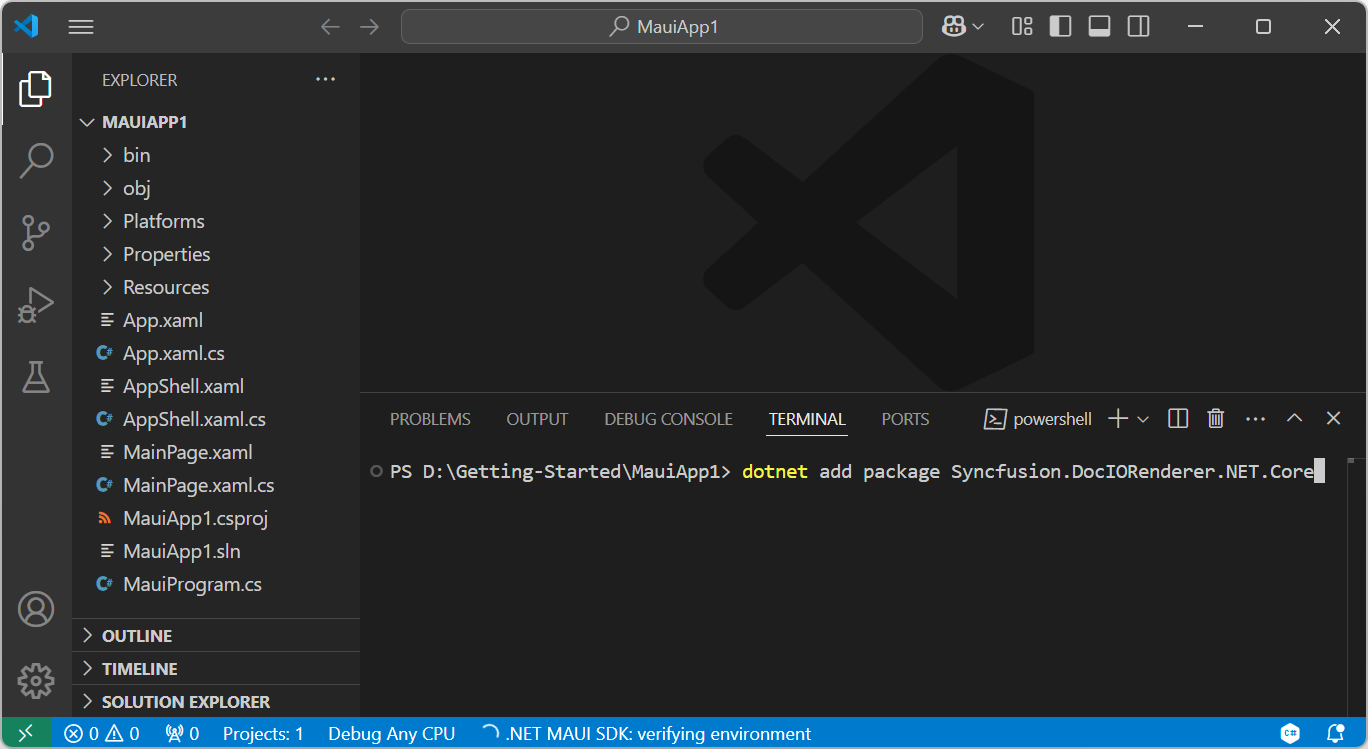 MauiApp1
EXPLORER
MAUIAPP1
bin
obj
Platforms
Properties
Resources
App.xaml
C# App.xaml.cs
AppShell.xaml
C# AppShell.xaml.cs
MainPage.xaml
C# MainPage.xaml.cs
MauiApp1.csproj
MauiApp1.sln
C# MauiProgram.cs
OUTLINE
TIMELINE
SOLUTION EXPLORER
PROBLEMS OUTPUT DEBUG CONSOLE TERMINAL PORTS powershell
PS D:\Getting-Started\MauiApp1> dotnet add package Syncfusion.DocIORenderer.NET.Core
0 0 0 Projects: 1 Debug Any CPU .NET MAUI SDK: verifying environment C#